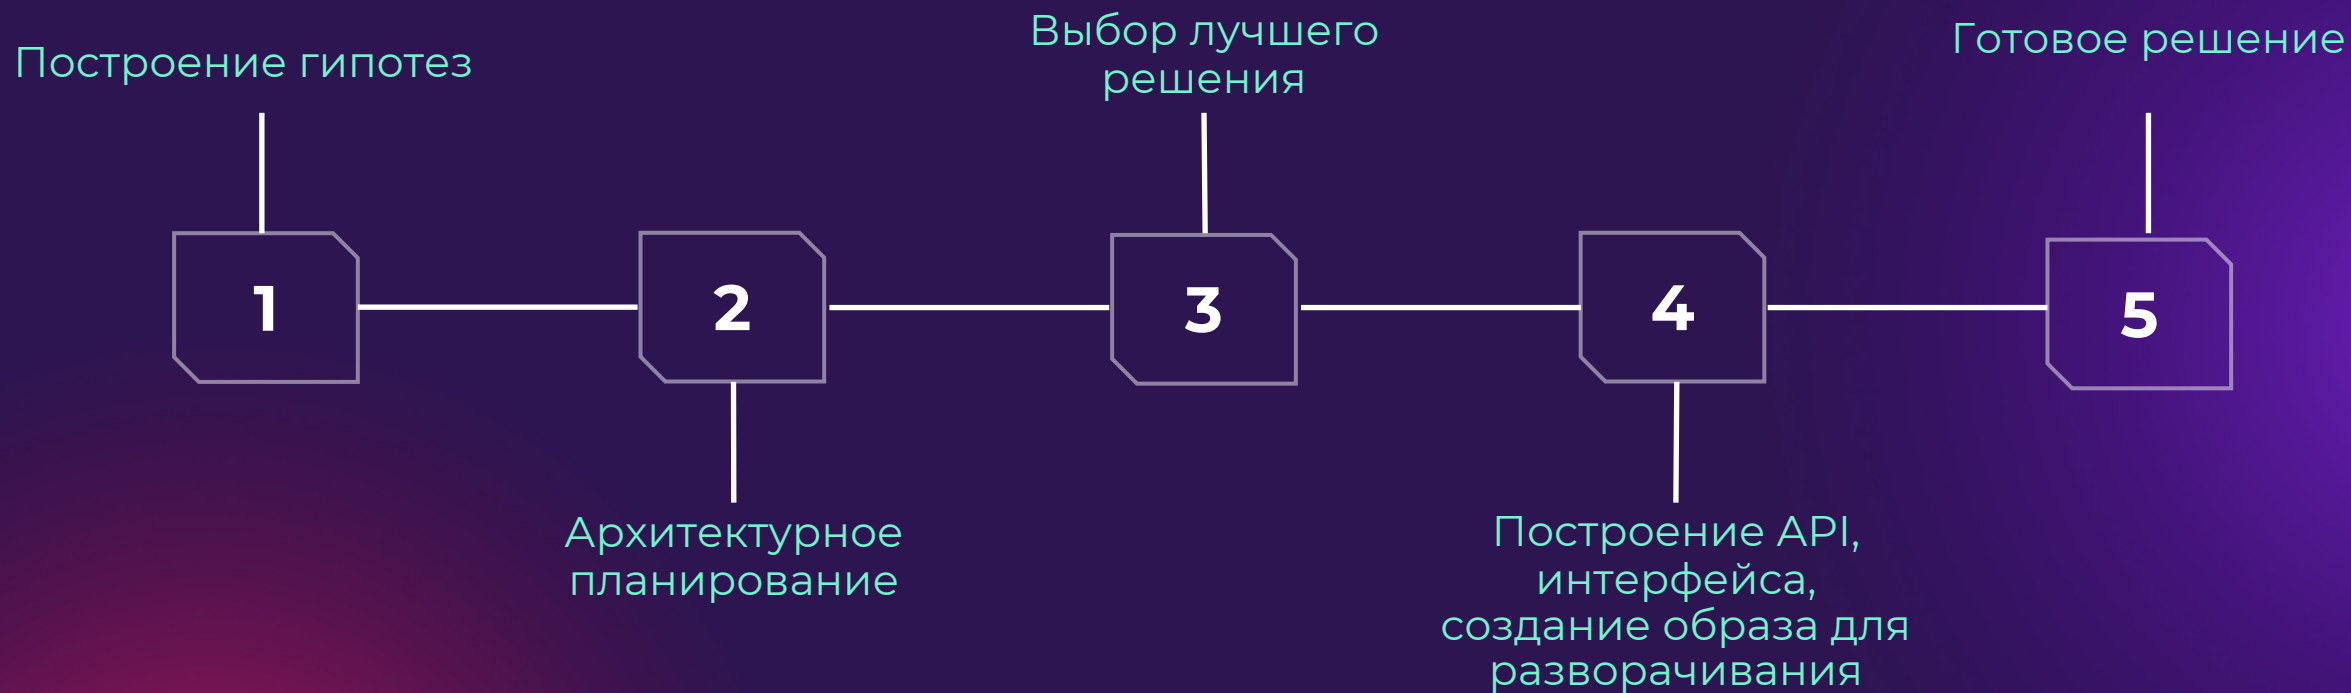 Построение гипотез
1
Архитектурное
планирование
2
Выбор лучшего
решения
3
Построение API,
интерфейса,
создание образа для
разворачивания
4
Готовое решение
5